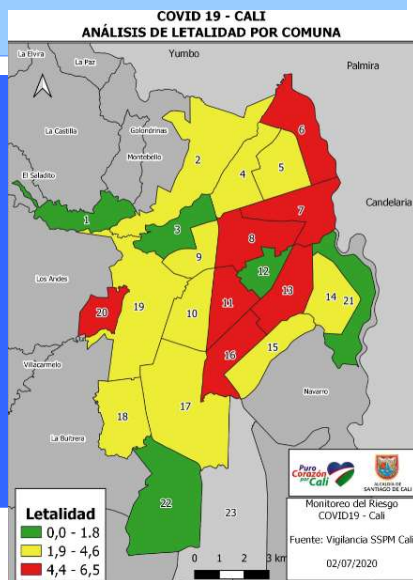 COVID 19 - CALI
ANÁLISIS DE LETALIDAD POR COMUNA
La Elvira
La Paz
Yumbo
Palmira
La Castilla
Golondrinas
Montebello
El Saladito
Candelaria
Los Andes
Villacarmelo
La Buitrera
Navarro
1
2
3
4
5
6
7
8
9
10
11
12
13
14
15
16
17
18
19
20
21
22
23
Letalidad
0,0 - 1.8
1,9 - 4,6
4,4 - 6,5
0 1 2 3 km
Puro
Corazón
por Cali
ALCALDÍA DE
SANTIAGO DE CALI
Monitoreo del Riesgo
COVID19 - Cali
Fuente: Vigilancia SSPM Cali
02/07/2020